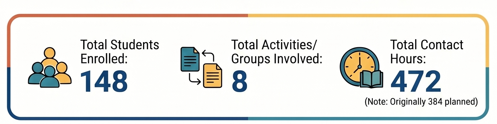 Total Students
Enrolled:
148
Total Activities/
Groups Involved:
8
Total Contact
Hours:
472
(Note: Originally 384 planned)